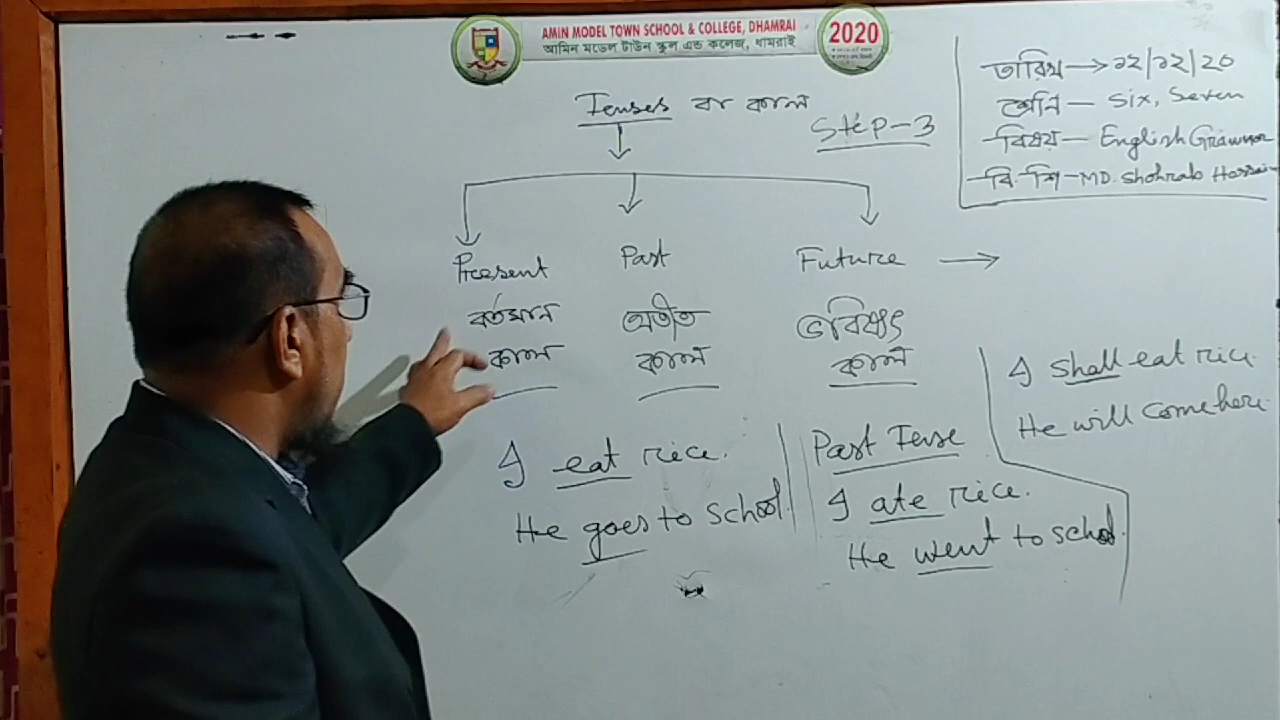 AMIN MODEL TOWN SCHOOL & COLLEGE, DHAMRAI
আমিন মডেল টাউন স্কুল এন্ড কলেজ, ধামরাই
2020
Tenses বা কাল
Step-3
তারিখ → ১২/১২/২০
শ্রেনি - Six, Seven
বিষয় - English Grammar
বি. শি - MD. Shohrab Hossain
Present
বর্তমান
কাল
Past
অতীত
কাল
Future →
ভবিষ্যৎ
কাল
I eat rice.
He goes to school.
Past Tense
I ate rice.
He went to school.
I shall eat rice.
He will come here.